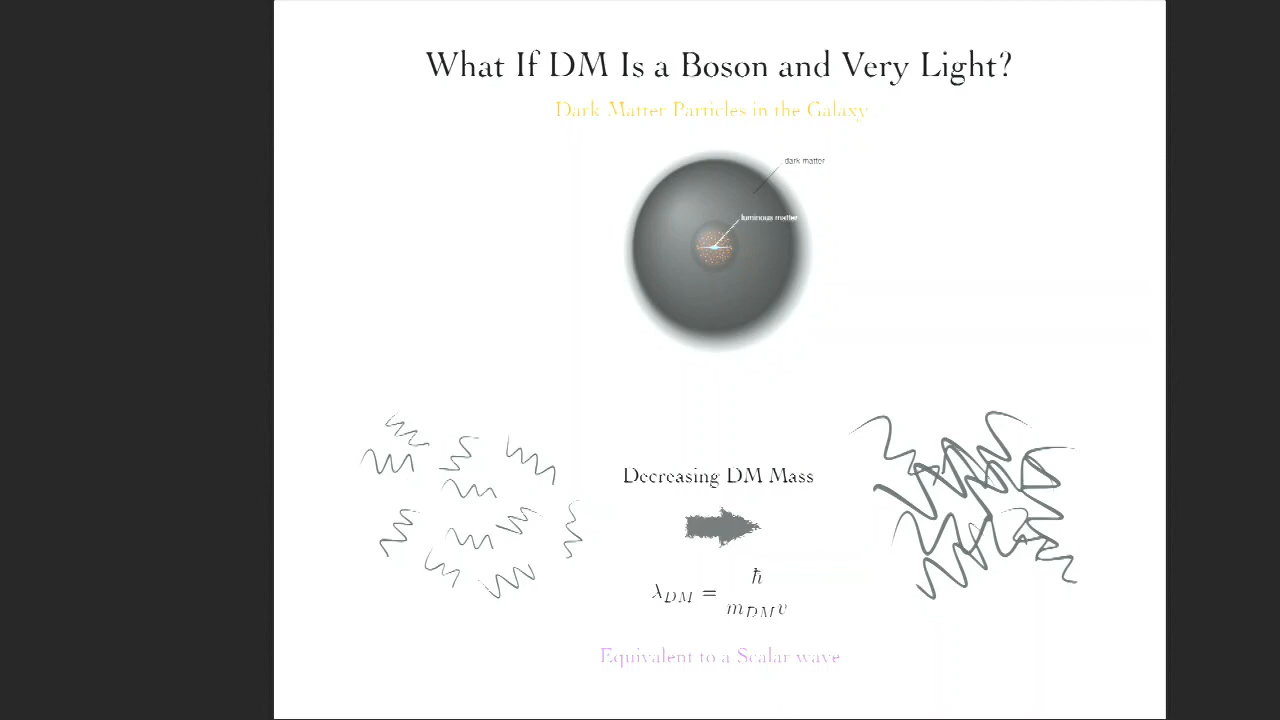 What If DM Is a Boson and Very Light?
Dark Matter Particles in the Galaxy
dark matter
luminous matter
Decreasing DM Mass
λ_DM = ħ / (m_DM v)
Equivalent to a Scalar wave